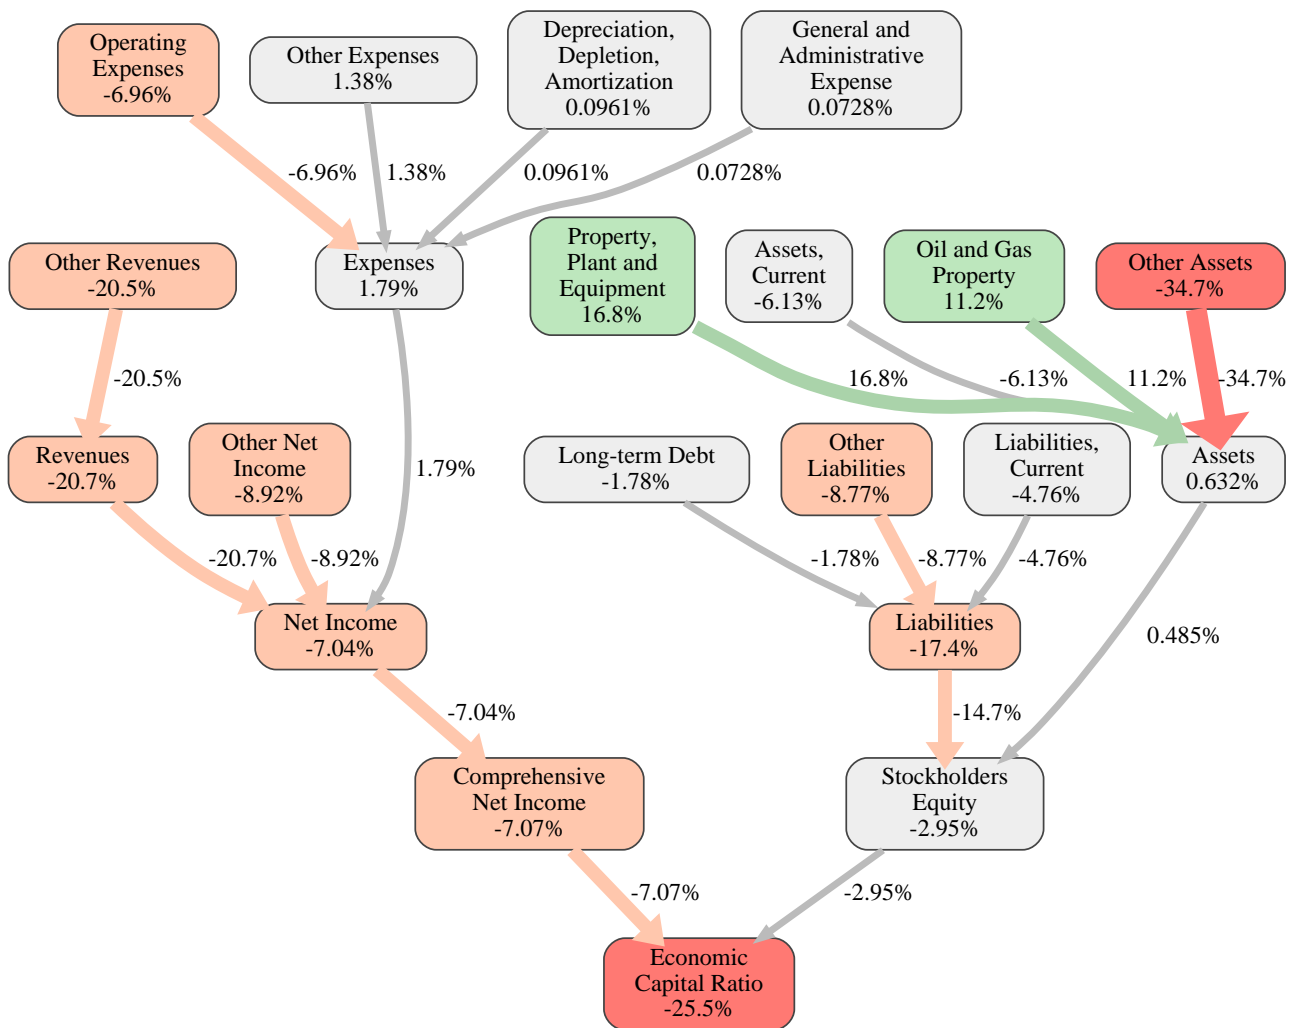 Operating
Expenses
-6.96%
Other Expenses
1.38%
Depreciation,
Depletion,
Amortization
0.0961%
General and
Administrative
Expense
0.0728%
-6.96%
1.38%
0.0961%
0.0728%
Other Revenues
-20.5%
Expenses
1.79%
Property,
Plant and
Equipment
16.8%
Assets,
Current
-6.13%
Oil and Gas
Property
11.2%
Other Assets
-34.7%
-20.5%
16.8%
-6.13%
11.2%
-34.7%
Revenues
-20.7%
Other Net
Income
-8.92%
1.79%
Long-term Debt
-1.78%
Other
Liabilities
-8.77%
Liabilities,
Current
-4.76%
Assets
0.632%
-20.7%
-8.92%
-1.78%
-8.77%
-4.76%
Net Income
-7.04%
Liabilities
-17.4%
0.485%
-7.04%
-14.7%
Comprehensive
Net Income
-7.07%
Stockholders
Equity
-2.95%
-7.07%
-2.95%
Economic
Capital Ratio
-25.5%